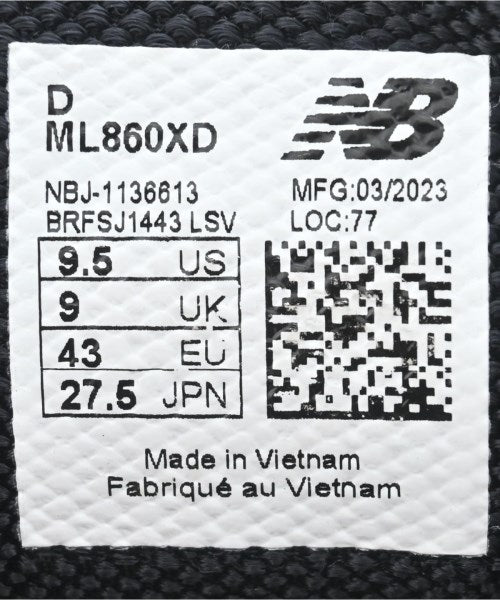 D
ML860XD
NB
NBJ-1136613
MFG:03/2023
BRFSJ1443 LSV
LOC:77
9.5 US
9 UK
43 EU
27.5 JPN
Made in Vietnam
Fabriqué au Vietnam